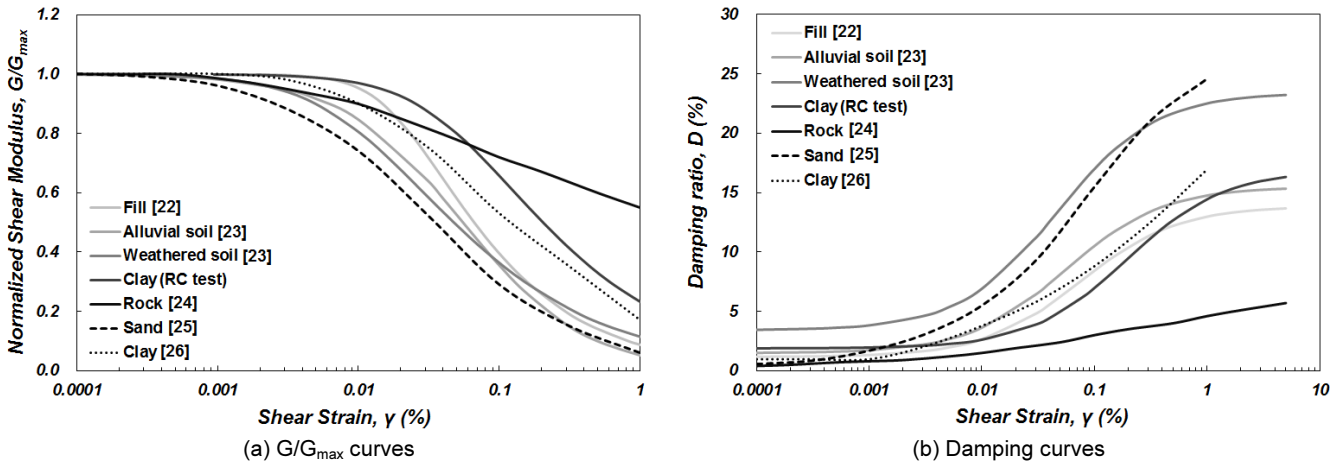 1.2
1.0
0.8
0.6
0.4
0.2
0.0
Normalized Shear Modulus, G/Gmax
Fill [22]
Alluvial soil [23]
Weathered soil [23]
Clay (RC test)
Rock [24]
Sand [25]
Clay [26]
0.0001 0.001 0.01 0.1 1
Shear Strain, γ (%)
(a) G/Gmax curves
30
25
20
15
10
5
0
Damping ratio, D (%)
Fill [22]
Alluvial soil [23]
Weathered soil [23]
Clay (RC test)
Rock [24]
Sand [25]
Clay [26]
0.0001 0.001 0.01 0.1 1 10
Shear Strain, γ (%)
(b) Damping curves